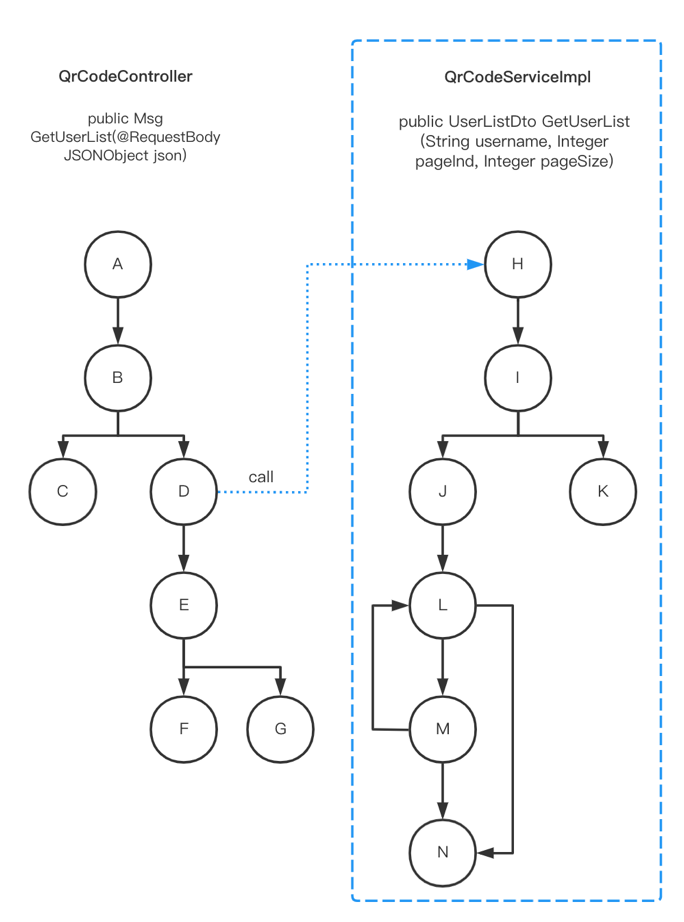 QrCodeController
public Msg
GetUserList(@RequestBody
JSONObject json)
QrCodeServiceImpl
public UserListDto GetUserList
(String username, Integer
pageInd, Integer pageSize)
A
H
B
I
C
D
call
J
K
E
L
F
G
M
N